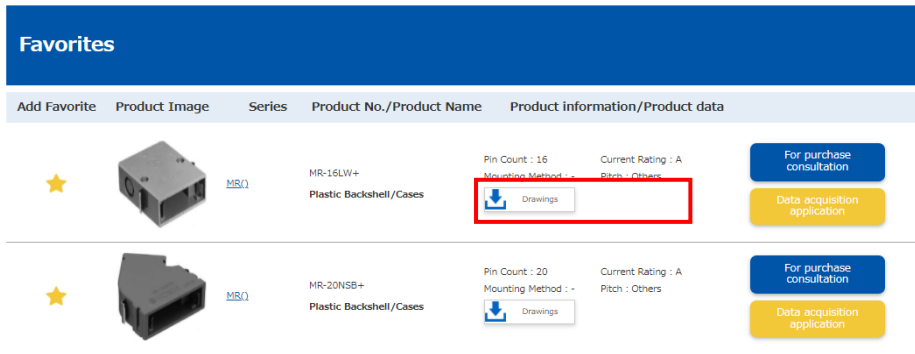 Favorites
Add Favorite Product Image Series Product No./Product Name Product information/Product data
MR-16LW+
Plastic Backshell/Cases
MR()
Pin Count : 16 Current Rating : A
Mounting Method : - Pitch : Others
Drawings
For purchase
consultation
Data acquisition
application
MR-20NSB+
Plastic Backshell/Cases
MR()
Pin Count : 20 Current Rating : A
Mounting Method : - Pitch : Others
Drawings
For purchase
consultation
Data acquisition
application